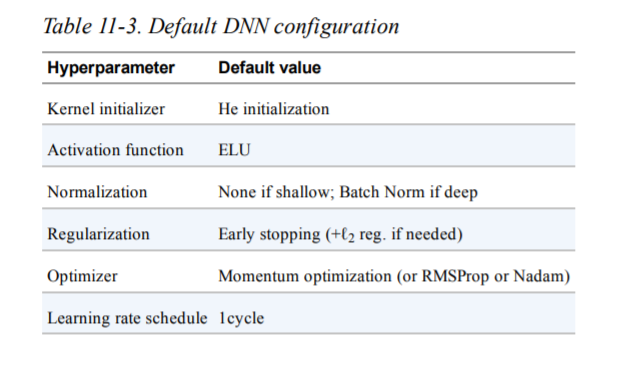 Table 11-3. Default DNN configuration
Hyperparameter Default value
Kernel initializer He initialization
Activation function ELU
Normalization None if shallow; Batch Norm if deep
Regularization Early stopping (+ℓ₂ reg. if needed)
Optimizer Momentum optimization (or RMSProp or Nadam)
Learning rate schedule 1cycle